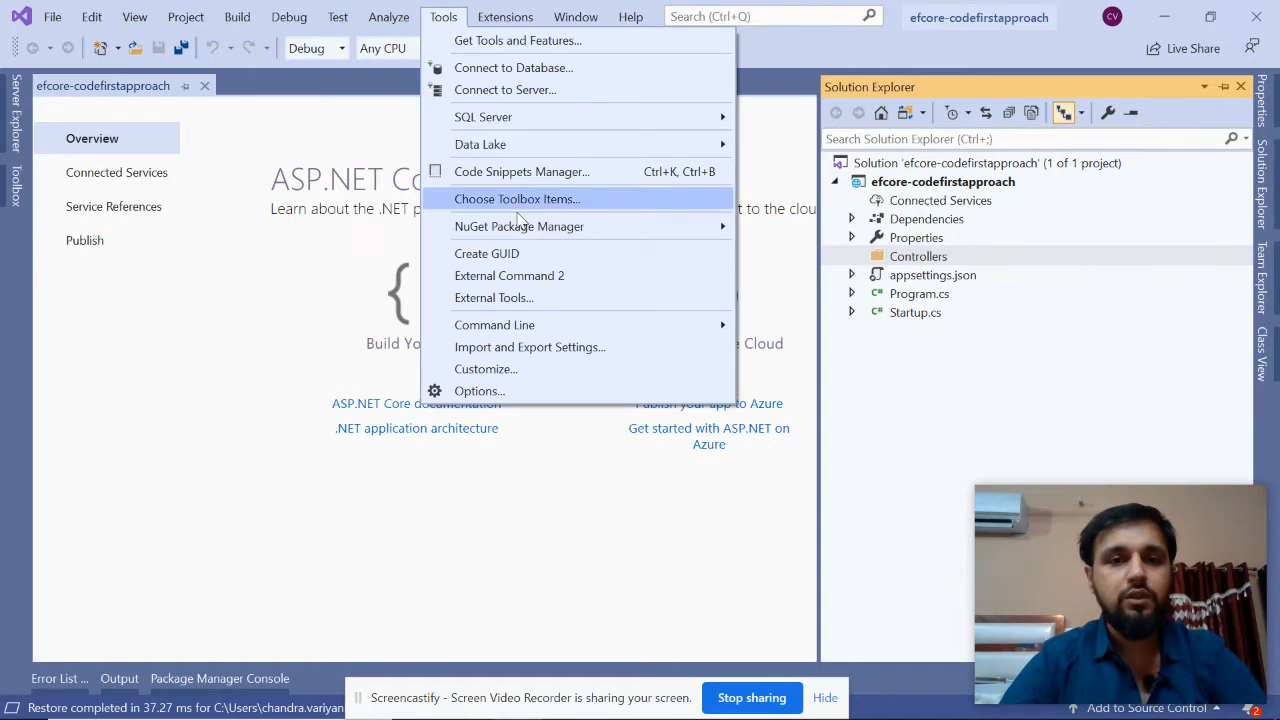 File Edit View Project Build Debug Test Analyze Tools Extensions Window Help Search (Ctrl+Q) efcore-codefirstapproach CV
Debug Any CPU Live Share
Get Tools and Features...
Connect to Database...
Connect to Server...
SQL Server
Data Lake
Code Snippets Manager... Ctrl+K, Ctrl+B
Choose Toolbox Items...
NuGet Package Manager
Create GUID
External Command 2
External Tools...
Command Line
Import and Export Settings...
Customize...
Options...
Server Explorer
Toolbox
efcore-codefirstapproach
Overview
Connected Services
Service References
Publish
ASP.NET Co
Learn about the .NET p
t to the cloud
{
Build Yo
e Cloud
ASP.NET Core documentation
.NET application architecture
Publish your app to Azure
Get started with ASP.NET on
Azure
Solution Explorer
Search Solution Explorer (Ctrl+;)
Solution 'efcore-codefirstapproach' (1 of 1 project)
efcore-codefirstapproach
Connected Services
Dependencies
Properties
Controllers
appsettings.json
Program.cs
Startup.cs
Properties
Solution Explorer
Team Explorer
Class View
Error List ... Output Package Manager Console
Screencastify - Screen Video Recorder is sharing your screen. Stop sharing Hide
Restore completed in 37.27 ms for C:\Users\chandra.variyan
Add to Source Control 2